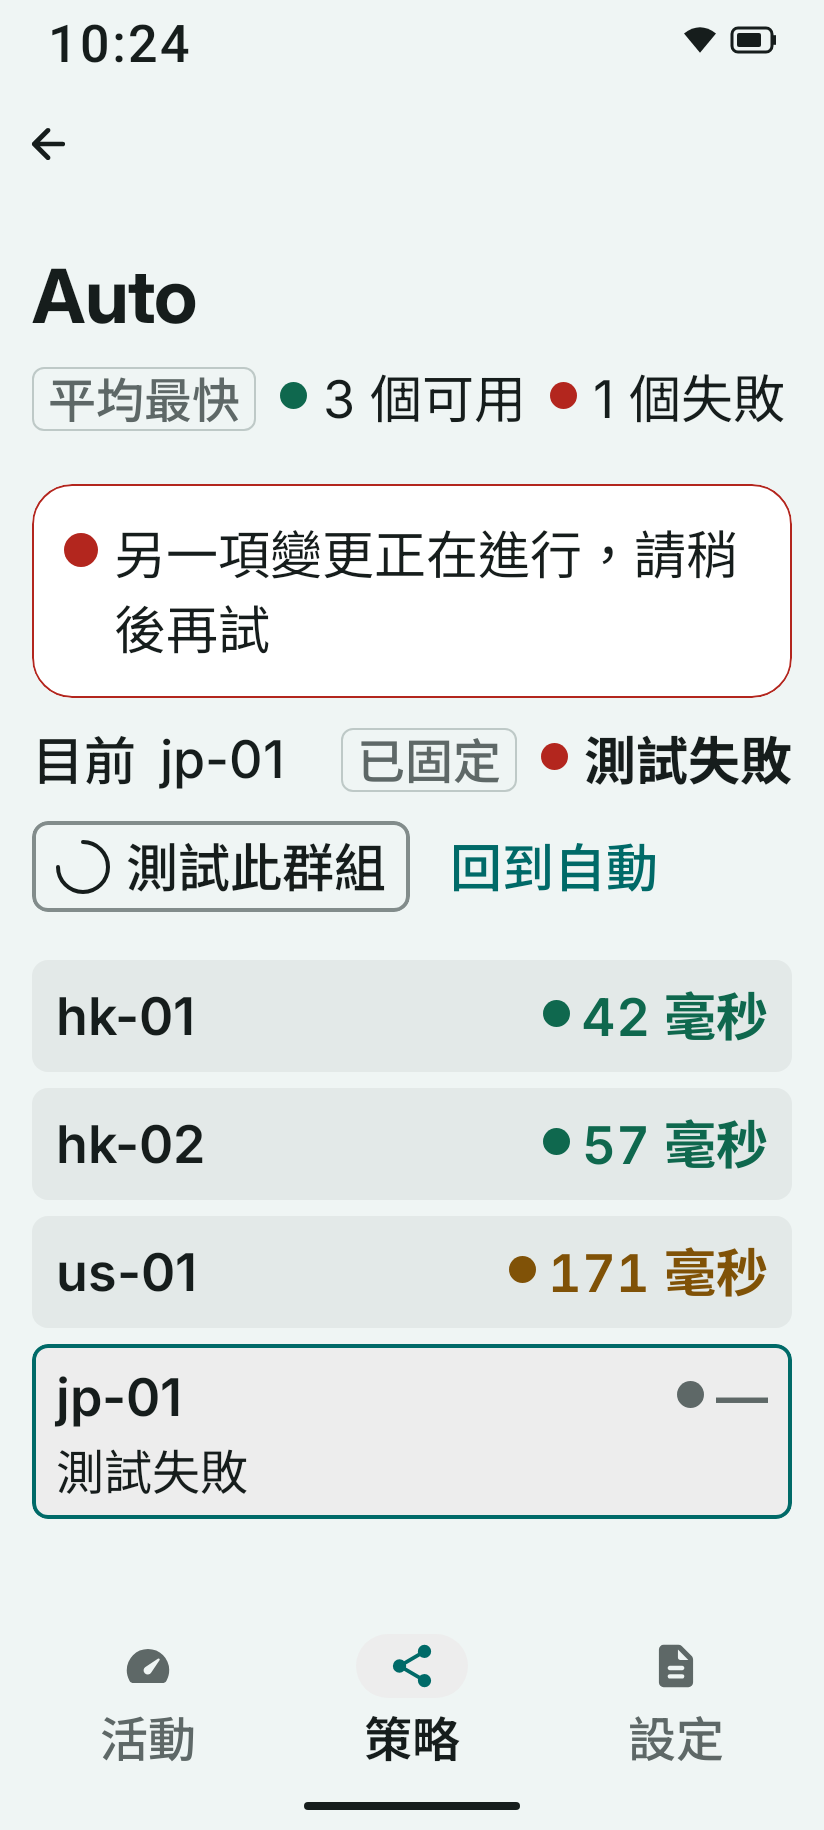 10:24
Auto
平均最快 3 個可用 1 個失敗
另一項變更正在進行，請稍
後再試
目前 jp-01 已固定 測試失敗
測試此群組 回到自動
hk-01 42 毫秒
hk-02 57 毫秒
us-01 171 毫秒
jp-01 —
測試失敗
活動 策略 設定